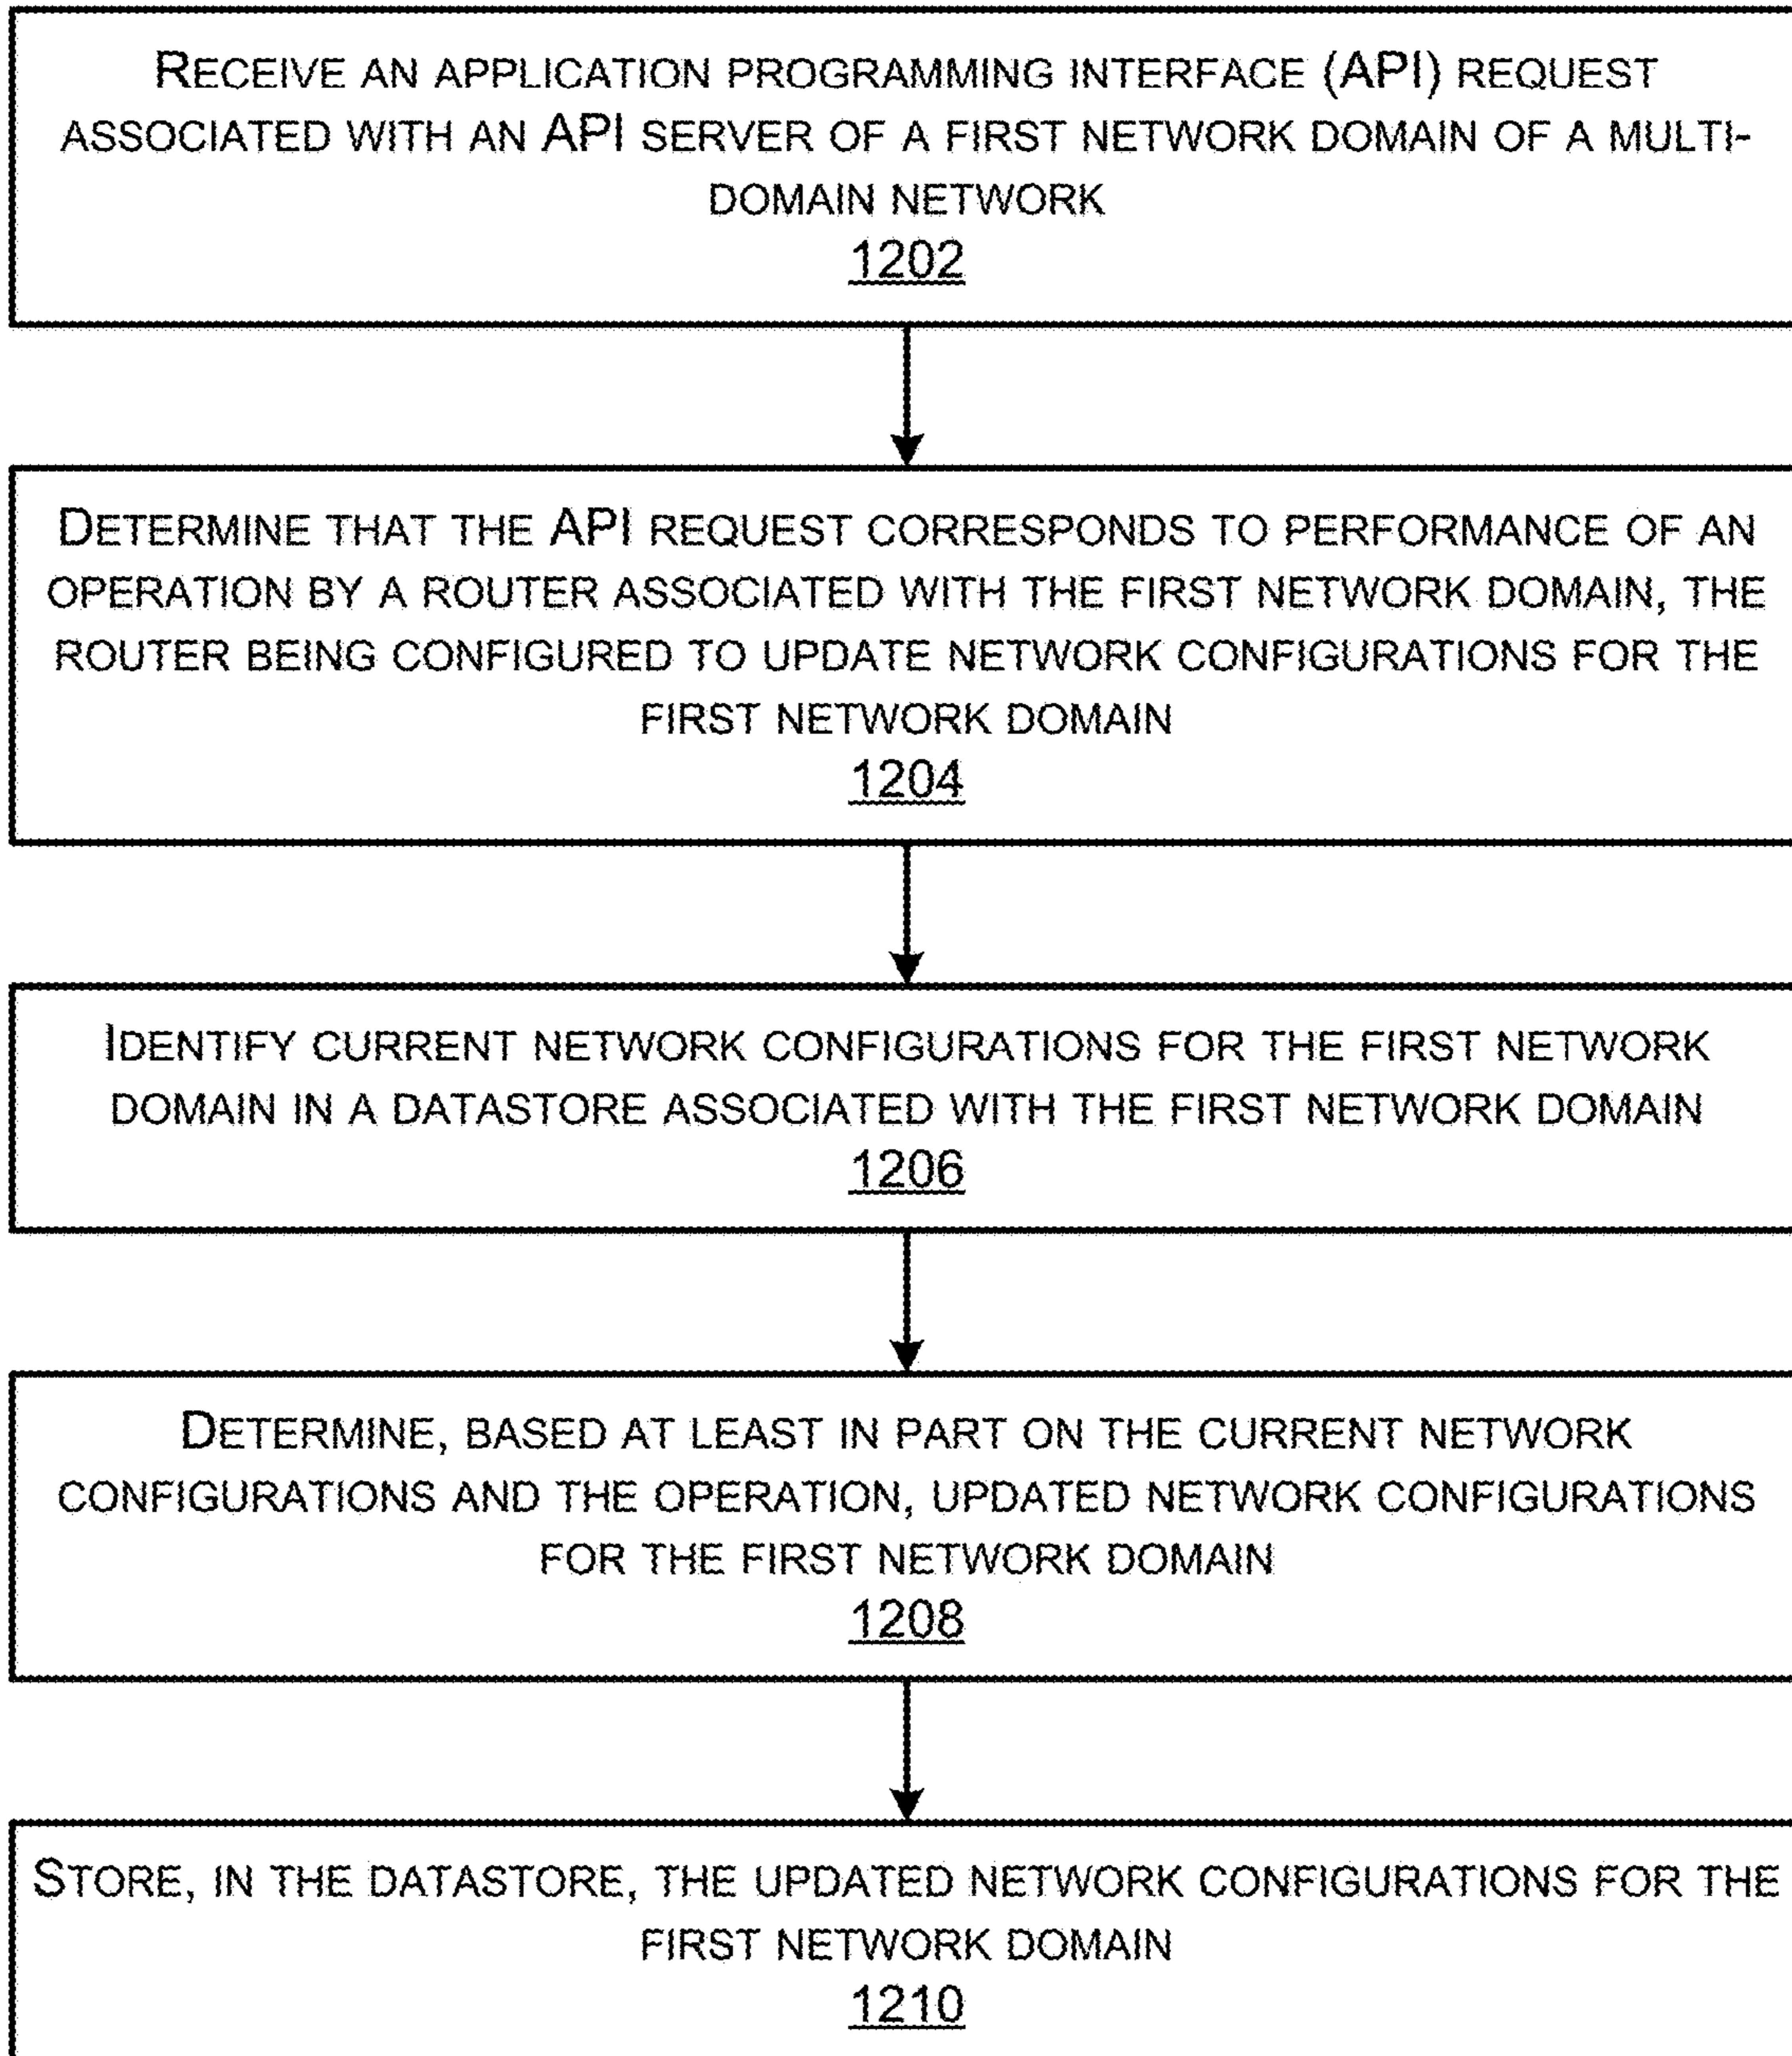 RECEIVE AN APPLICATION PROGRAMMING INTERFACE (API) REQUEST
ASSOCIATED WITH AN API SERVER OF A FIRST NETWORK DOMAIN OF A MULTI-
DOMAIN NETWORK
1202
DETERMINE THAT THE API REQUEST CORRESPONDS TO PERFORMANCE OF AN
OPERATION BY A ROUTER ASSOCIATED WITH THE FIRST NETWORK DOMAIN, THE
ROUTER BEING CONFIGURED TO UPDATE NETWORK CONFIGURATIONS FOR THE
FIRST NETWORK DOMAIN
1204
IDENTIFY CURRENT NETWORK CONFIGURATIONS FOR THE FIRST NETWORK
DOMAIN IN A DATASTORE ASSOCIATED WITH THE FIRST NETWORK DOMAIN
1206
DETERMINE, BASED AT LEAST IN PART ON THE CURRENT NETWORK
CONFIGURATIONS AND THE OPERATION, UPDATED NETWORK CONFIGURATIONS
FOR THE FIRST NETWORK DOMAIN
1208
STORE, IN THE DATASTORE, THE UPDATED NETWORK CONFIGURATIONS FOR THE
FIRST NETWORK DOMAIN
1210